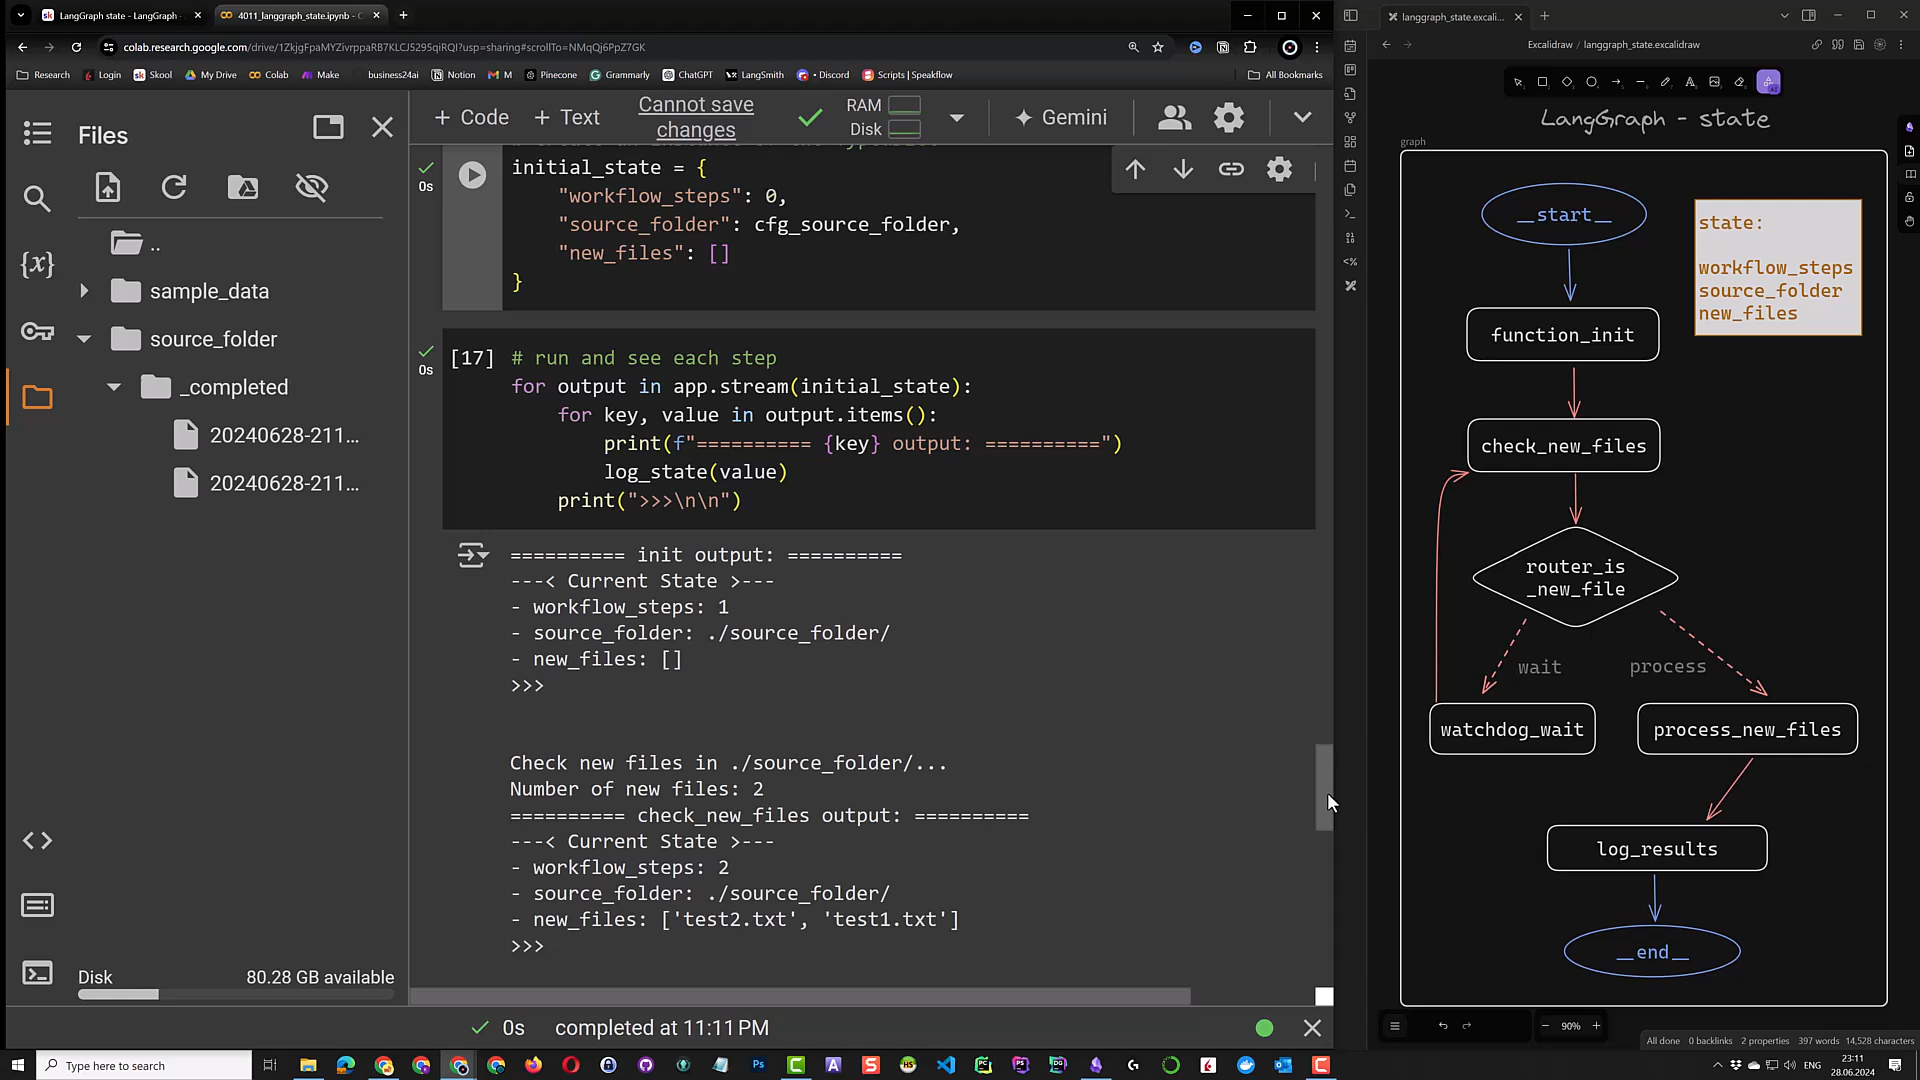 LangGraph state - LangGraph
4011_langgraph_state.ipynb - C
colab.research.google.com/drive/1ZkjgFpaMYZivrppaRB7KLCJ5295qiRQI?usp=sharing#scrollTo=NMqQj6PpZ7GK
Research
Login
Skool
My Drive
Colab
Make
business24ai
Notion
M
Pinecone
Grammarly
ChatGPT
LangSmith
Discord
Scripts | Speakflow
All Bookmarks
Files
..
sample_data
source_folder
_completed
20240628-211...
20240628-211...
Disk 80.28 GB available
+ Code + Text
Cannot save
changes
RAM
Disk
Gemini
0s
initial_state = {
"workflow_steps": 0,
"source_folder": cfg_source_folder,
"new_files": []
}
0s
[17] # run and see each step
for output in app.stream(initial_state):
for key, value in output.items():
print(f"========== {key} output: ==========")
log_state(value)
print(">>>\n\n")
========== init output: ==========
---< Current State >---
- workflow_steps: 1
- source_folder: ./source_folder/
- new_files: []
>>>
Check new files in ./source_folder/...
Number of new files: 2
========== check_new_files output: ==========
---< Current State >---
- workflow_steps: 2
- source_folder: ./source_folder/
- new_files: ['test2.txt', 'test1.txt']
>>>
0s completed at 11:11 PM
langgraph_state.excali...
Excalidraw / langgraph_state.excalidraw
LangGraph - state
graph
__start__
state:
workflow_steps
source_folder
new_files
function_init
check_new_files
router_is
_new_file
wait
process
watchdog_wait
process_new_files
log_results
__end__
90%
All done 0 backlinks 2 properties 397 words 14,528 characters
Type here to search
ENG
23:11
28.06.2024